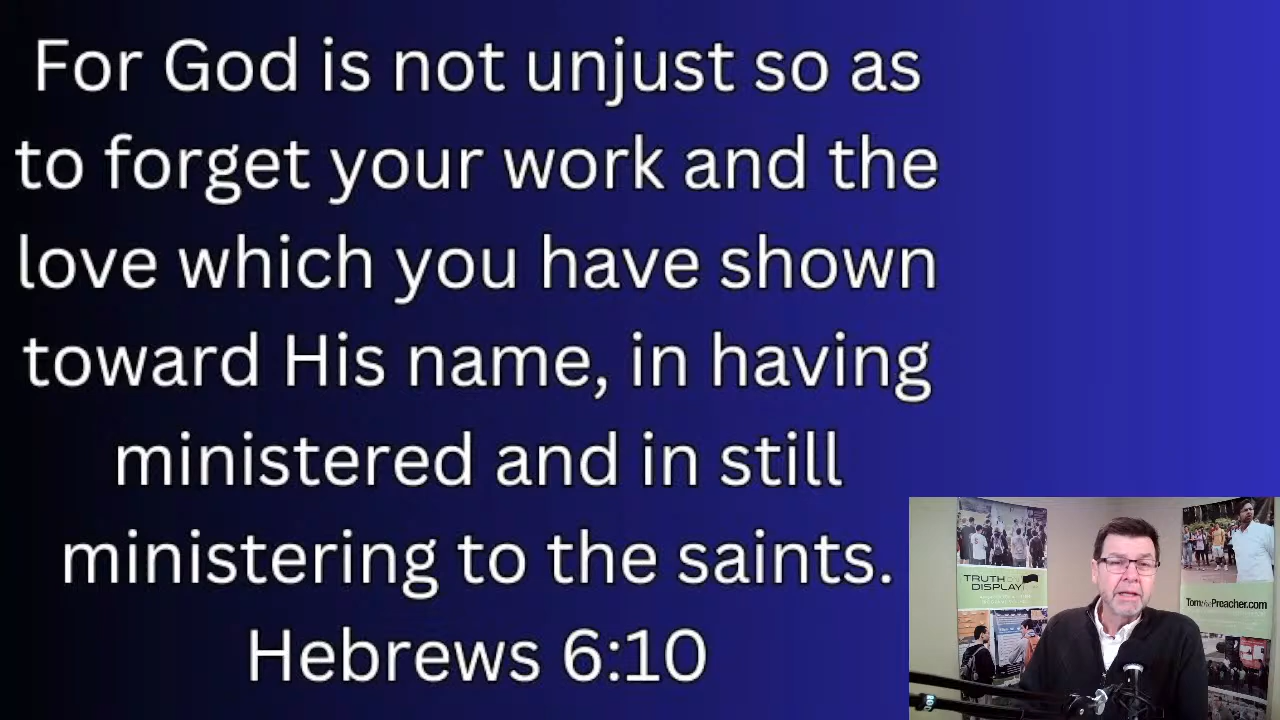 For God is not unjust so as
to forget your work and the
love which you have shown
toward His name, in having
ministered and in still
ministering to the saints.
Hebrews 6:10
TRUTH
DISPLAY!
TomthePreacher.com